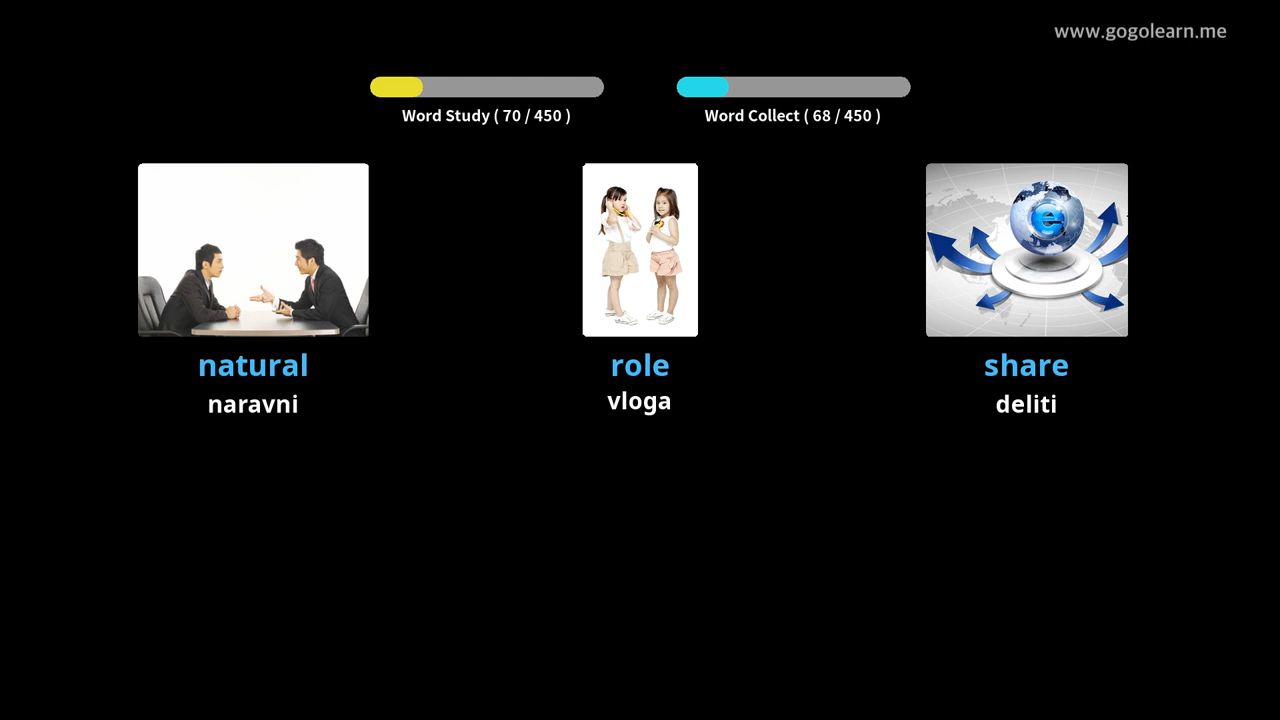 www.gogolearn.me
Word Study ( 70 / 450 )
Word Collect ( 68 / 450 )
e
natural
role
share
naravni
vloga
deliti